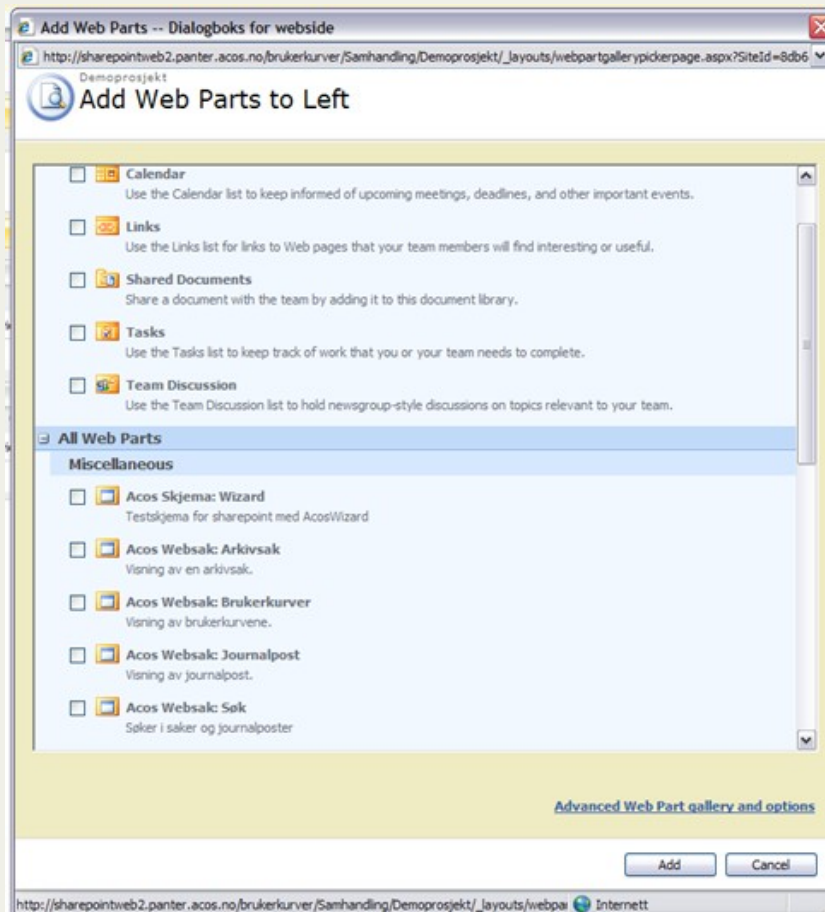 Add Web Parts -- Dialogboks for webside
http://sharepointweb2.panter.acos.no/brukerkurver/Samhandling/Demoprosjekt/_layouts/webpartgallerypickerpage.aspx?SiteId=8db6
Demoprosjekt
Add Web Parts to Left
Calendar
Use the Calendar list to keep informed of upcoming meetings, deadlines, and other important events.
Links
Use the Links list for links to Web pages that your team members will find interesting or useful.
Shared Documents
Share a document with the team by adding it to this document library.
Tasks
Use the Tasks list to keep track of work that you or your team needs to complete.
Team Discussion
Use the Team Discussion list to hold newsgroup-style discussions on topics relevant to your team.
All Web Parts
Miscellaneous
Acos Skjema: Wizard
Testskjema for sharepoint med AcosWizard
Acos Websak: Arkivsak
Visning av en arkivsak.
Acos Websak: Brukerkurver
Visning av brukerkurvene.
Acos Websak: Journalpost
Visning av journalpost.
Acos Websak: Søk
Søker i saker og journalposter
Advanced Web Part gallery and options
Add
Cancel
http://sharepointweb2.panter.acos.no/brukerkurver/Samhandling/Demoprosjekt/_layouts/webpa
Internett